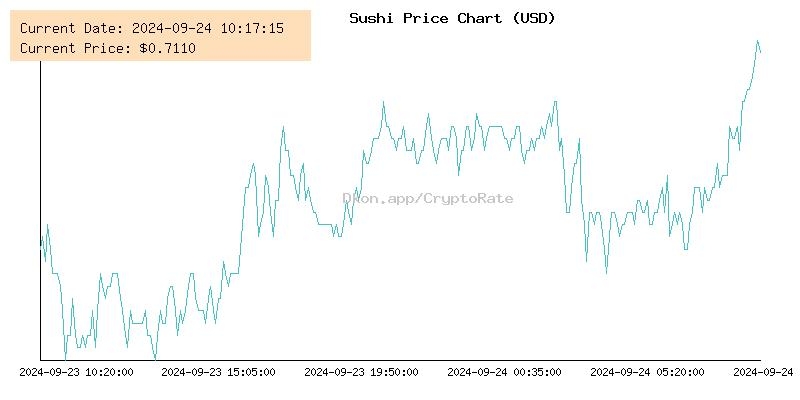 Sushi Price Chart (USD)
Current Date: 2024-09-24 10:17:15
Current Price: $0.7110
Dkon.app/CryptoRate
2024-09-23 10:20:00 2024-09-23 15:05:00 2024-09-23 19:50:00 2024-09-24 00:35:00 2024-09-24 05:20:00 2024-09-24